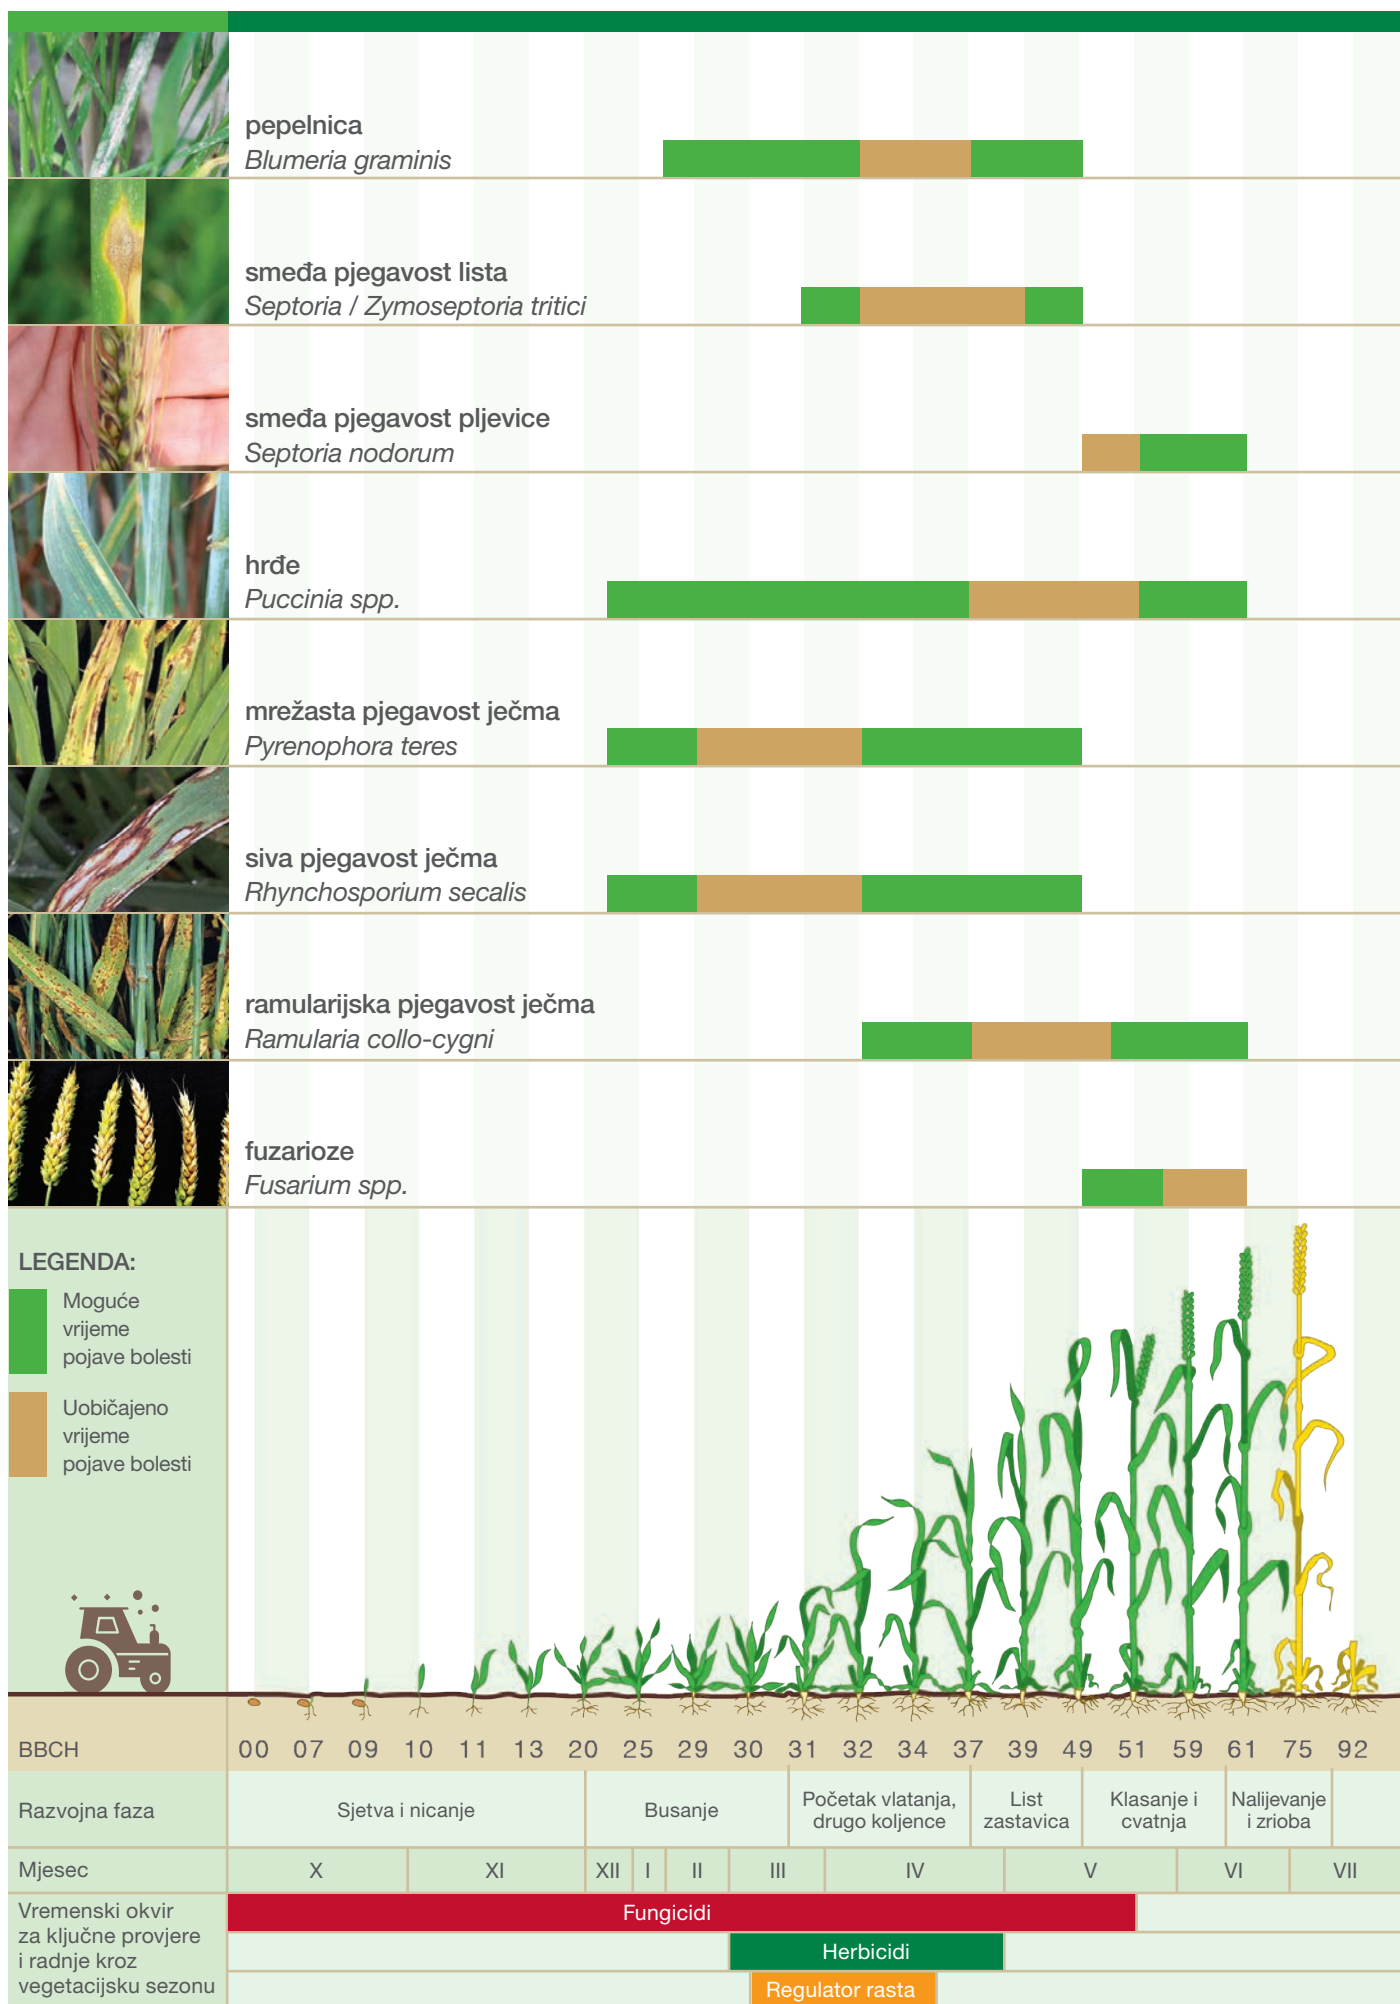 pepelnica
Blumeria graminis
smeđa pjegavost lista
Septoria / Zymoseptoria tritici
smeđa pjegavost pljevice
Septoria nodorum
hrđe
Puccinia spp.
mrežasta pjegavost ječma
Pyrenophora teres
siva pjegavost ječma
Rhynchosporium secalis
ramularijska pjegavost ječma
Ramularia collo-cygni
fuzarioze
Fusarium spp.
LEGENDA:
Moguće
vrijeme
pojave bolesti
Uobičajeno
vrijeme
pojave bolesti
BBCH 00 07 09 10 11 13 20 25 29 30 31 32 34 37 39 49 51 59 61 75 92
Razvojna faza
Sjetva i nicanje
Busanje
Početak vlatanja,
drugo koljence
List
zastavica
Klasanje i
cvatnja
Nalijevanje
i zrioba
Mjesec X XI XII I II III IV V VI VII
Vremenski okvir
za ključne provjere
i radnje kroz
vegetacijsku sezonu
Fungicidi
Herbicidi
Regulator rasta